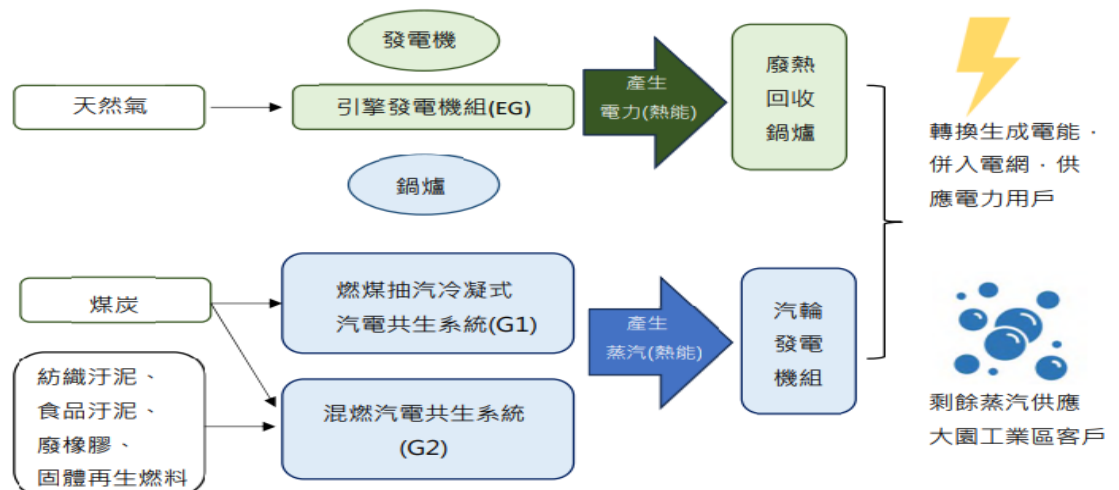 發電機
天然氣
引擎發電機組(EG)
產生
電力(熱能)
廢熱
回收
鍋爐
轉換生成電能．
併入電網．供
應電力用戶
鍋爐
煤炭
燃煤抽汽冷凝式
汽電共生系統(G1)
產生
蒸汽(熱能)
汽輪
發電
機組
紡織汙泥、
食品汙泥、
廢橡膠、
固體再生燃料
混燃汽電共生系統
(G2)
剩餘蒸汽供應
大園工業區客戶